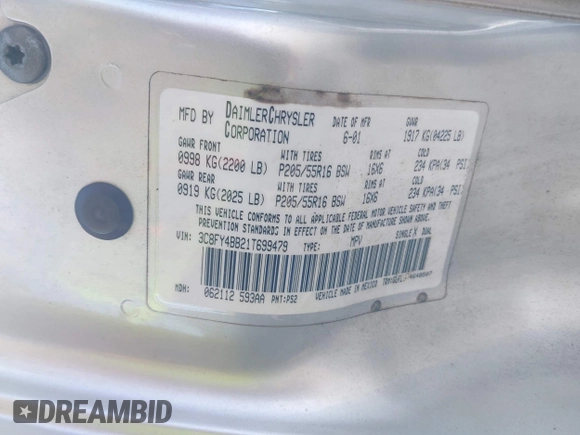 MFD BY DAIMLERCHRYSLER CORPORATION DATE OF MFR 6-01 GVWR 1917 KG(04225 LB)
GAWR FRONT WITH TIRES RIMS COLD
0998 KG(2200 LB) P205/55R16 BSW 16X6 234 KPA(34 PSI)
GAWR REAR WITH TIRES RIMS COLD
0919 KG(2025 LB) P205/55R16 BSW 16X6 234 KPA(34 PSI)
THIS VEHICLE CONFORMS TO ALL APPLICABLE FEDERAL MOTOR VEHICLE SAFETY AND THEFT
PREVENTION STANDARDS IN EFFECT ON THE DATE OF MANUFACTURE SHOWN ABOVE
VIN: 3C8FY4BB21T699479 TYPE: MPV SINGLE X DUAL
MDH: 062112 593AA PNT:PS2 VEHICLE MADE IN MEXICO
DREAMBID